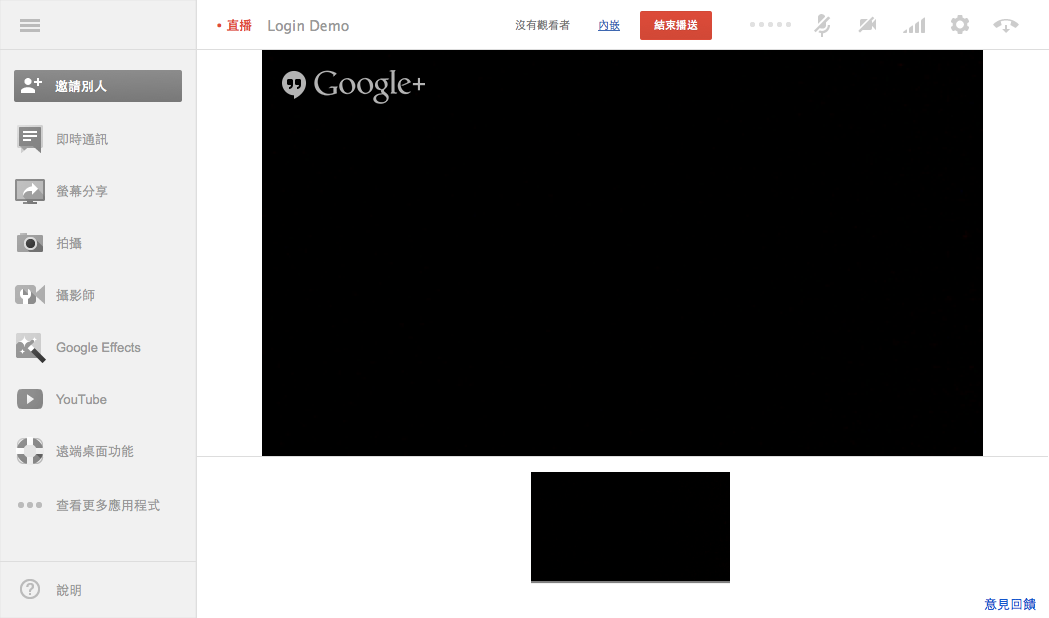 • 直播 Login Demo 沒有觀看者 內嵌 結束播送
Google+
邀請別人
即時通訊
螢幕分享
拍攝
攝影師
Google Effects
YouTube
遠端桌面功能
查看更多應用程式
說明
意見回饋